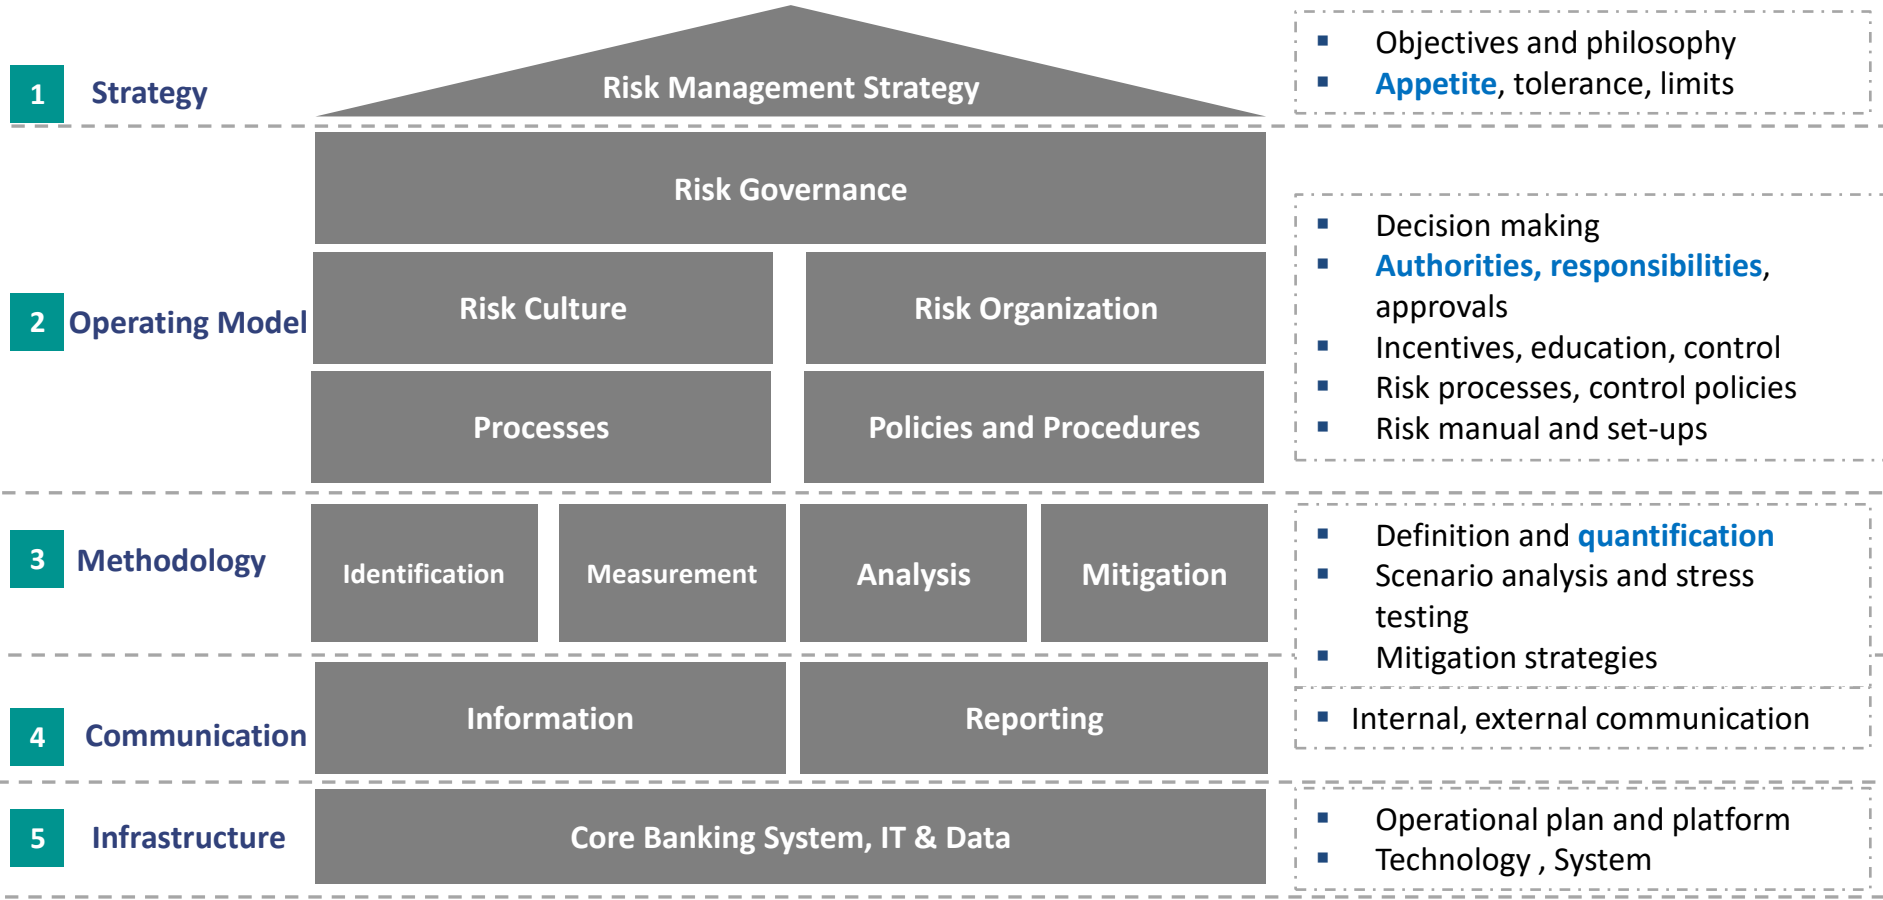 1 Strategy
Risk Management Strategy
▪ Objectives and philosophy
▪ Appetite, tolerance, limits
2 Operating Model
Risk Governance
Risk Culture
Risk Organization
Processes
Policies and Procedures
▪ Decision making
▪ Authorities, responsibilities,
approvals
▪ Incentives, education, control
▪ Risk processes, control policies
▪ Risk manual and set-ups
3 Methodology
Identification
Measurement
Analysis
Mitigation
▪ Definition and quantification
▪ Scenario analysis and stress
testing
▪ Mitigation strategies
4 Communication
Information
Reporting
▪ Internal, external communication
5 Infrastructure
Core Banking System, IT & Data
▪ Operational plan and platform
▪ Technology , System